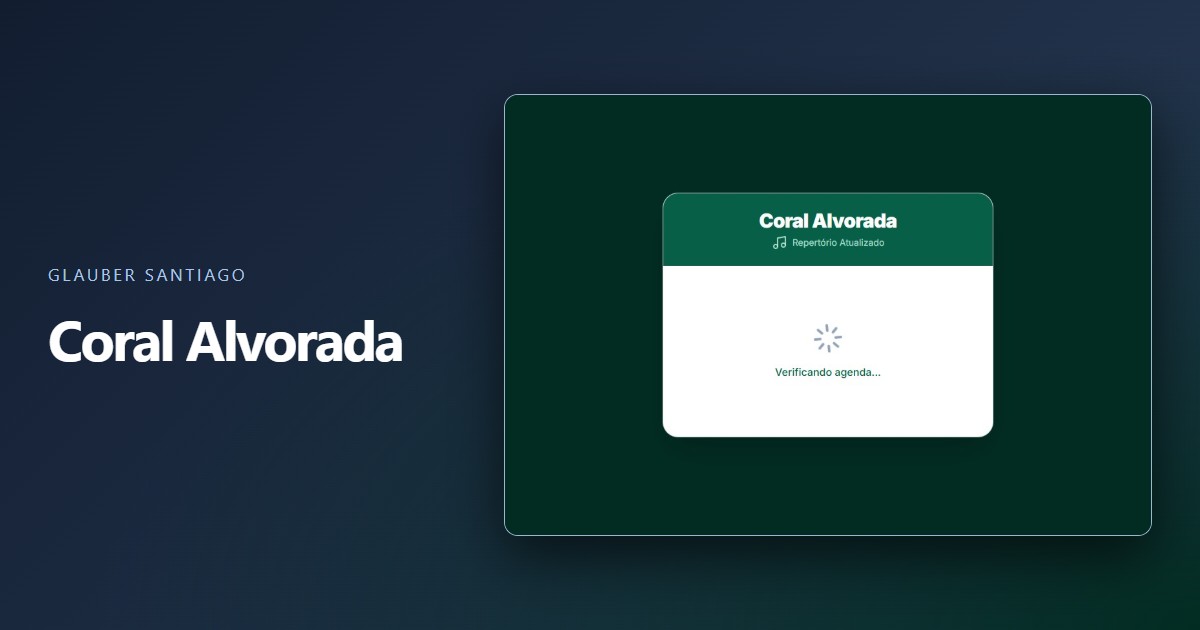 GLAUBER SANTIAGO
Coral Alvorada
Coral Alvorada
Repertório Atualizado
Verificando agenda...